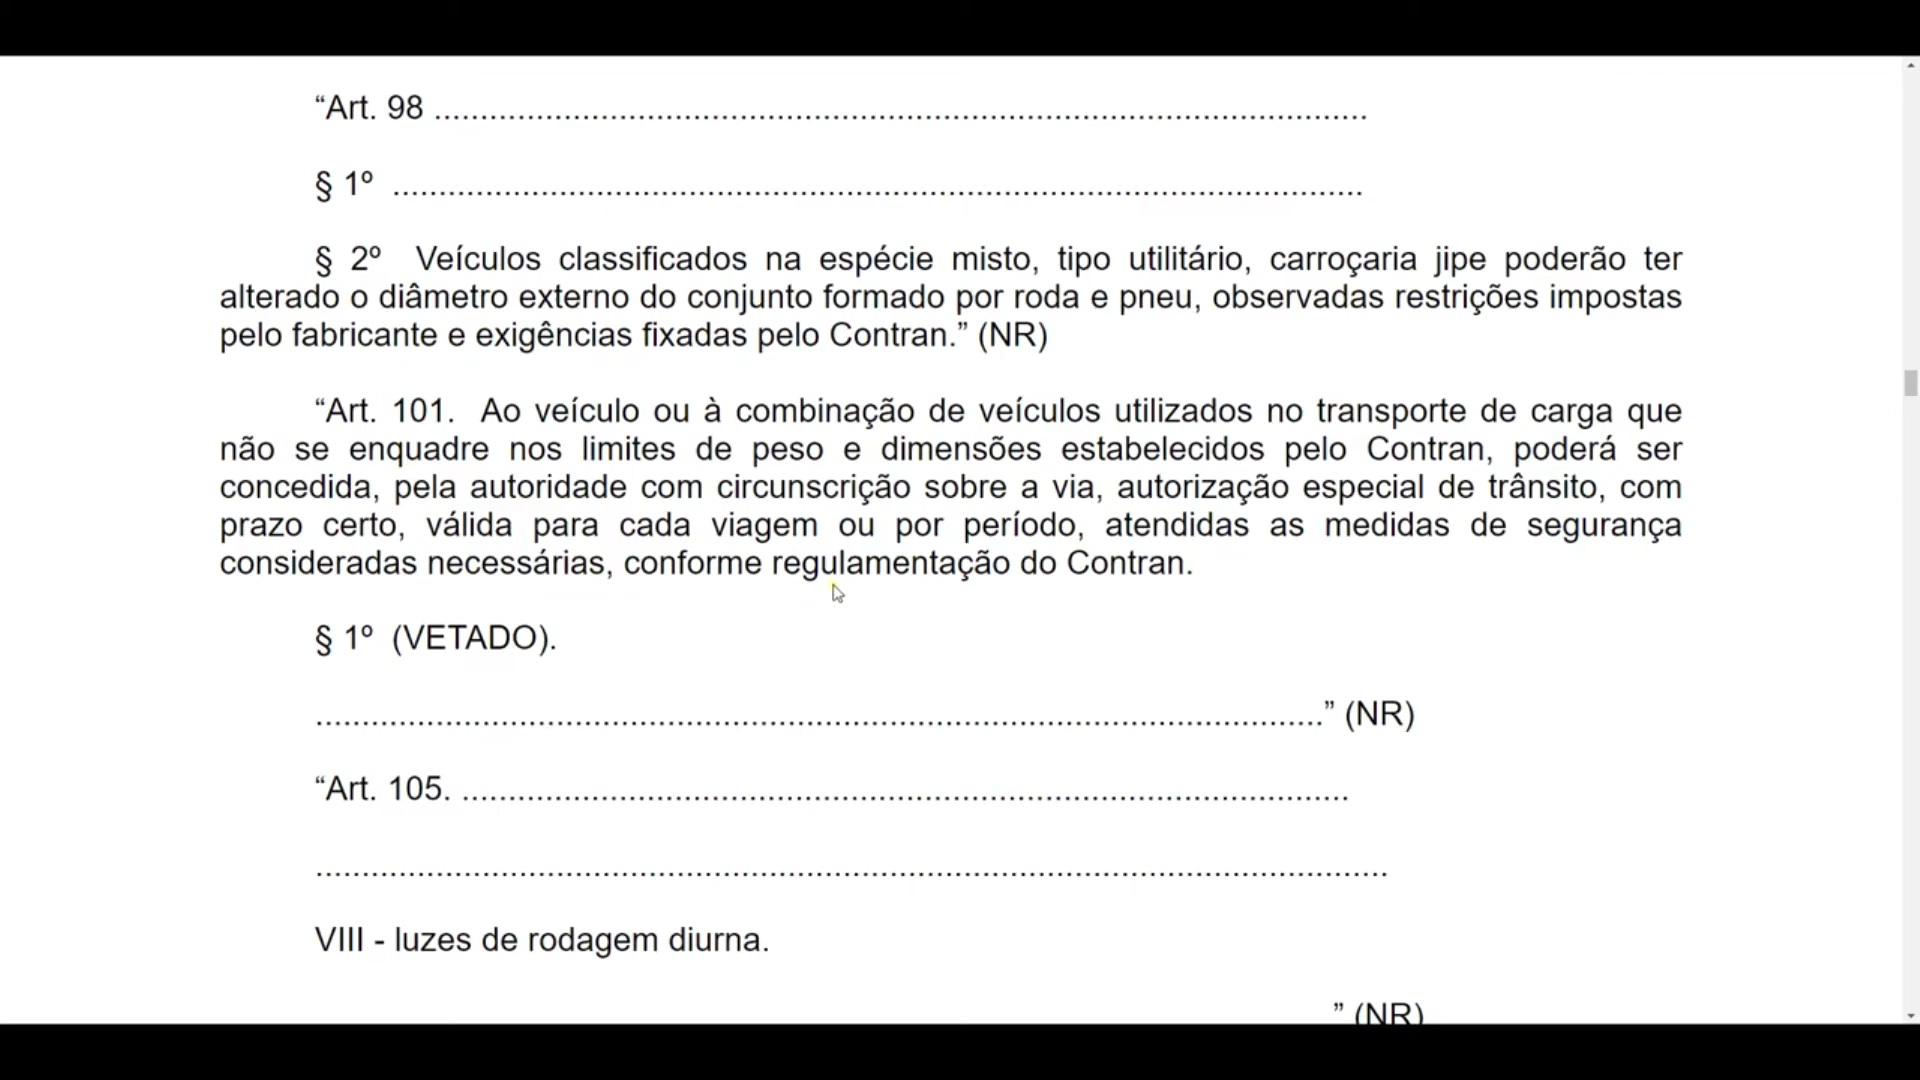 “Art. 98 ........................................................................................................
§ 1º ............................................................................................................
§ 2º Veículos classificados na espécie misto, tipo utilitário, carroçaria jipe poderão ter
alterado o diâmetro externo do conjunto formado por roda e pneu, observadas restrições impostas
pelo fabricante e exigências fixadas pelo Contran.” (NR)
“Art. 101. Ao veículo ou à combinação de veículos utilizados no transporte de carga que
não se enquadre nos limites de peso e dimensões estabelecidos pelo Contran, poderá ser
concedida, pela autoridade com circunscrição sobre a via, autorização especial de trânsito, com
prazo certo, válida para cada viagem ou por período, atendidas as medidas de segurança
consideradas necessárias, conforme regulamentação do Contran.
§ 1º (VETADO).
................................................................................................................” (NR)
“Art. 105. ...................................................................................................
.......................................................................................................................
VIII - luzes de rodagem diurna.
” (NR)